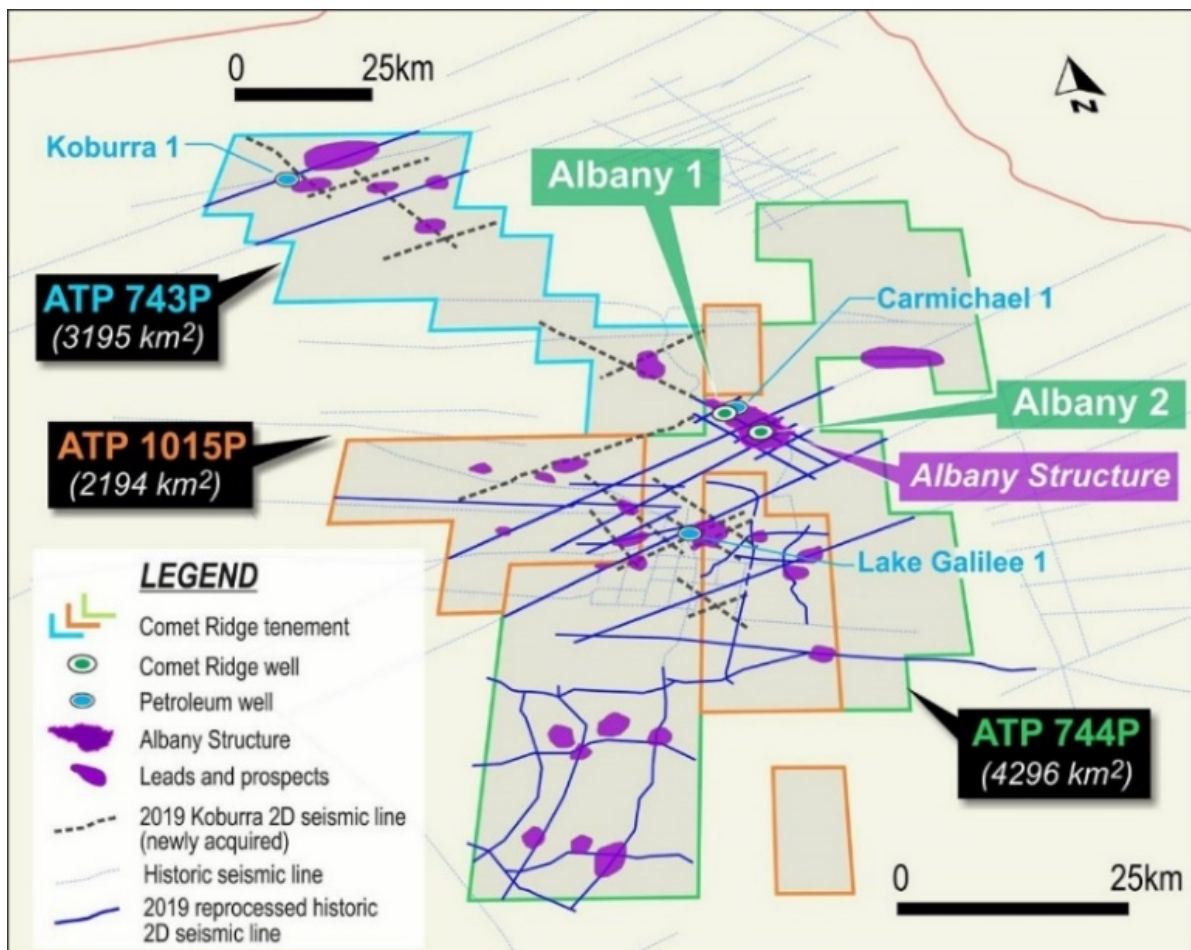 0 25km
N
Koburra 1
Albany 1
ATP 743P
(3195 km²)
Carmichael 1
Albany 2
ATP 1015P
(2194 km²)
Albany Structure
Lake Galilee 1
LEGEND
Comet Ridge tenement
Comet Ridge well
Petroleum well
Albany Structure
Leads and prospects
2019 Koburra 2D seismic line
(newly acquired)
Historic seismic line
2019 reprocessed historic
2D seismic line
ATP 744P
(4296 km²)
0 25km